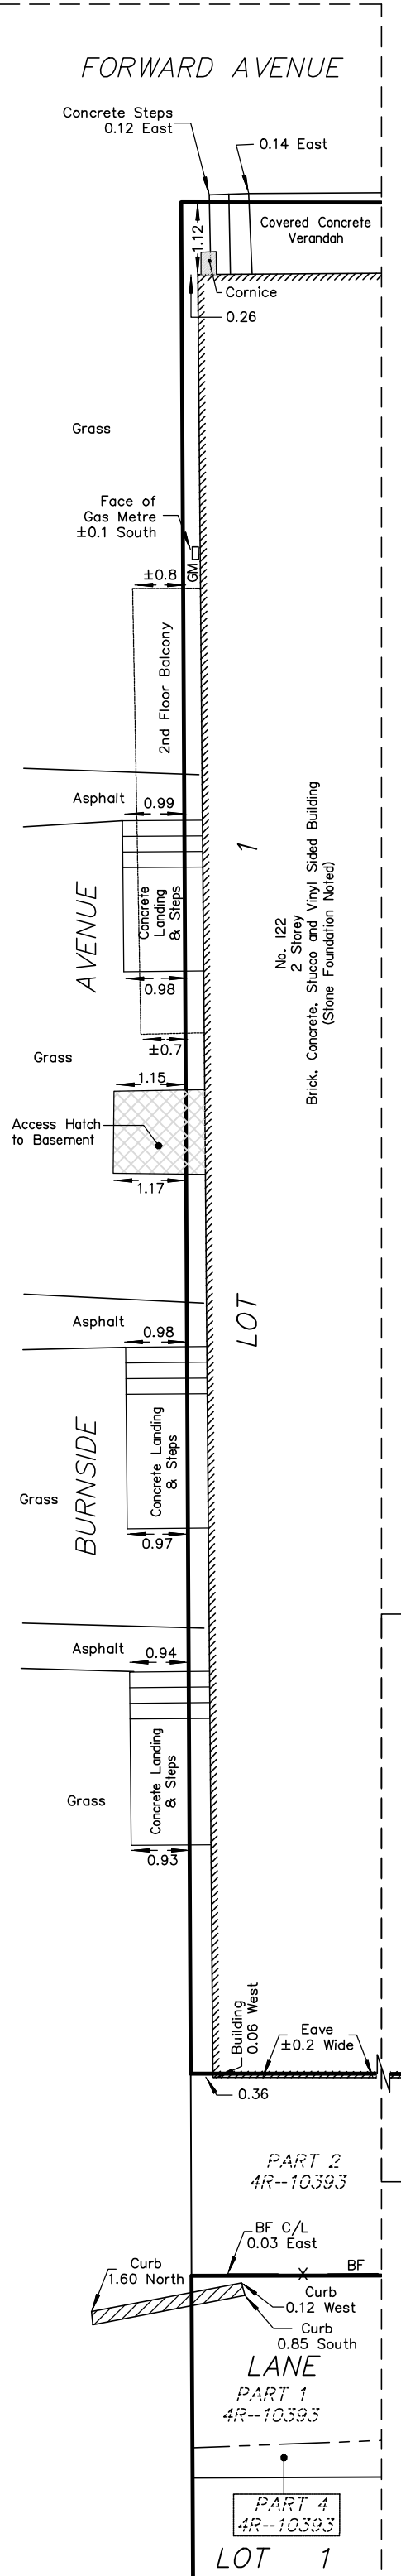 FORWARD AVENUE
Concrete Steps
0.12 East
0.14 East
1.12
Covered Concrete
Verandah
Cornice
0.26
Grass
Face of
Gas Metre
±0.1 South
GM
±0.8
2nd Floor Balcony
Asphalt
0.99
Concrete
Landing
& Steps
AVENUE
0.98
±0.7
1
No. 122
2 Storey
Brick, Concrete, Stucco and Vinyl Sided Building
(Stone Foundation Noted)
Grass
1.15
Access Hatch
to Basement
1.17
LOT
Asphalt
0.98
Concrete Landing
& Steps
BURNSIDE
Grass
0.97
Asphalt
0.94
Concrete Landing
& Steps
Grass
0.93
Building
0.06 West
Eave
±0.2 Wide
0.36
PART 2
4R--10393
BF C/L
0.03 East
BF
Curb
1.60 North
Curb
0.12 West
Curb
0.85 South
LANE
PART 1
4R--10393
PART 4
4R--10393
LOT 1